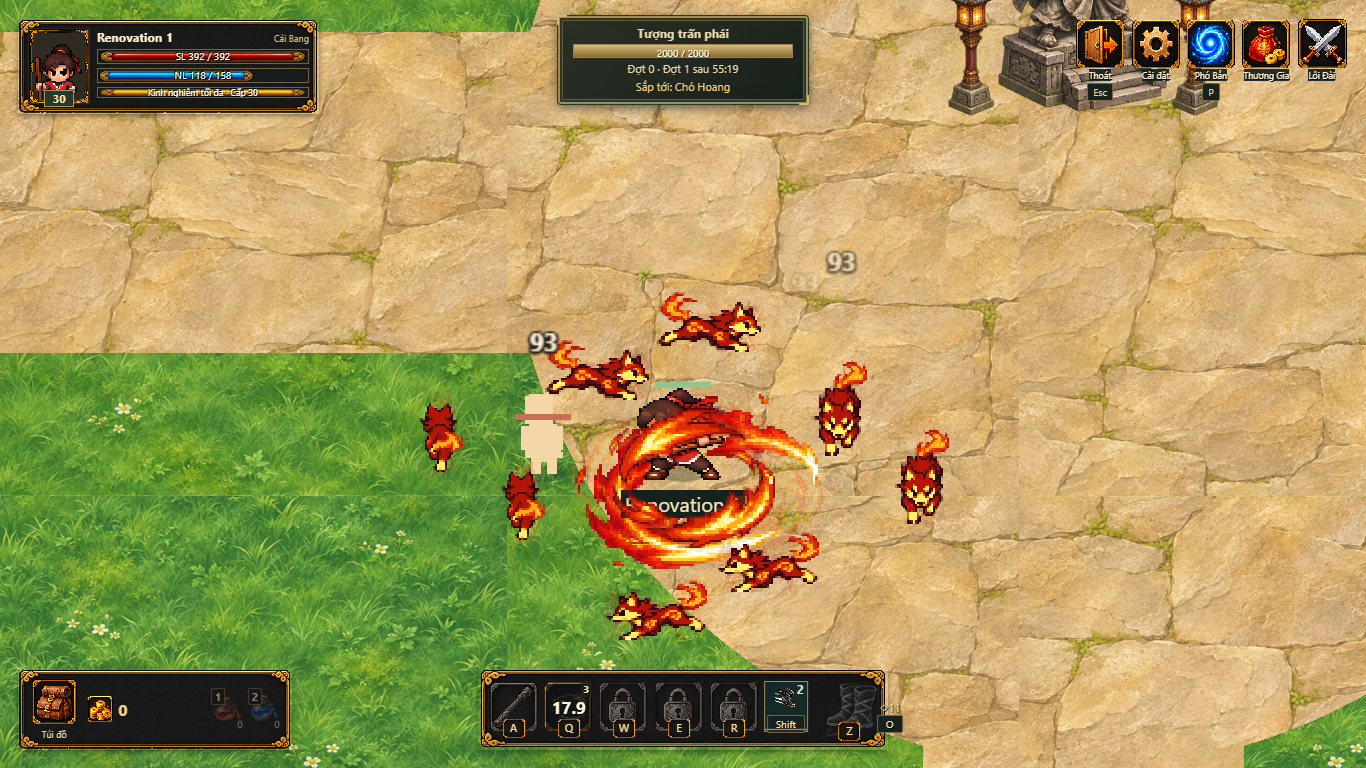 Renovation 1
Cái Bang
SL 392 / 392
NL 118 / 158
Kinh nghiệm tối đa - Cấp 30
30
Tượng trấn phái
2000 / 2000
Đợt 0 · Đợt 1 sau 55:19
Sắp tới: Chó Hoang
Thoát
Cài đặt
Phó Bản
Thương Gia
Lôi Đài
Esc
P
93
93
novation
Túi đồ
0
1
0
2
0
A
3
17.9
Q
W
E
R
2
Shift
Z
O